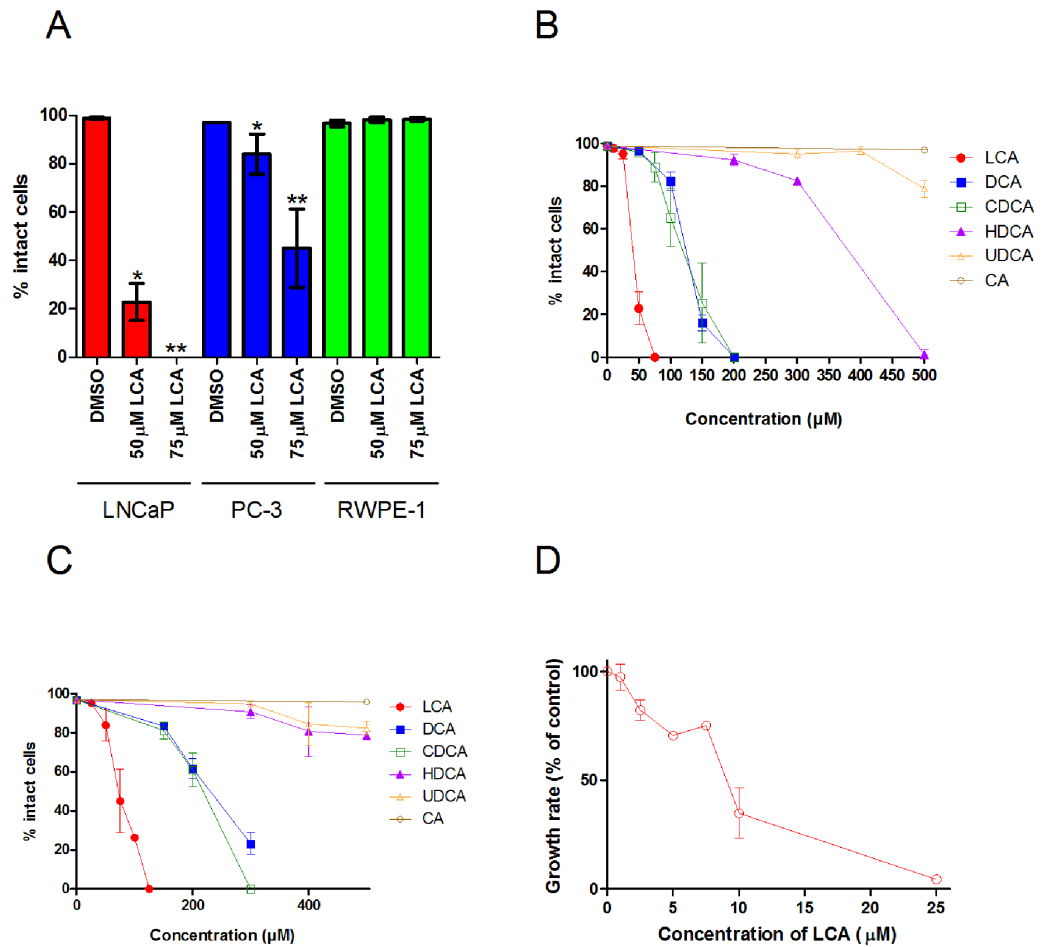 A
% intact cells
100
80
60
40
20
0
*
**
*
**
DMSO
50 µM LCA
75 µM LCA
DMSO
50 µM LCA
75 µM LCA
DMSO
50 µM LCA
75 µM LCA
LNCaP
PC-3
RWPE-1
B
% intact cells
100
80
60
40
20
0
0 50 100 150 200 250 300 350 400 450 500
Concentration (µM)
LCA
DCA
CDCA
HDCA
UDCA
CA
C
% intact cells
100
80
60
40
20
0
0 200 400
Concentration (µM)
LCA
DCA
CDCA
HDCA
UDCA
CA
D
Growth rate (% of control)
100
50
0
0 5 10 15 20 25
Concentration of LCA ( µM)